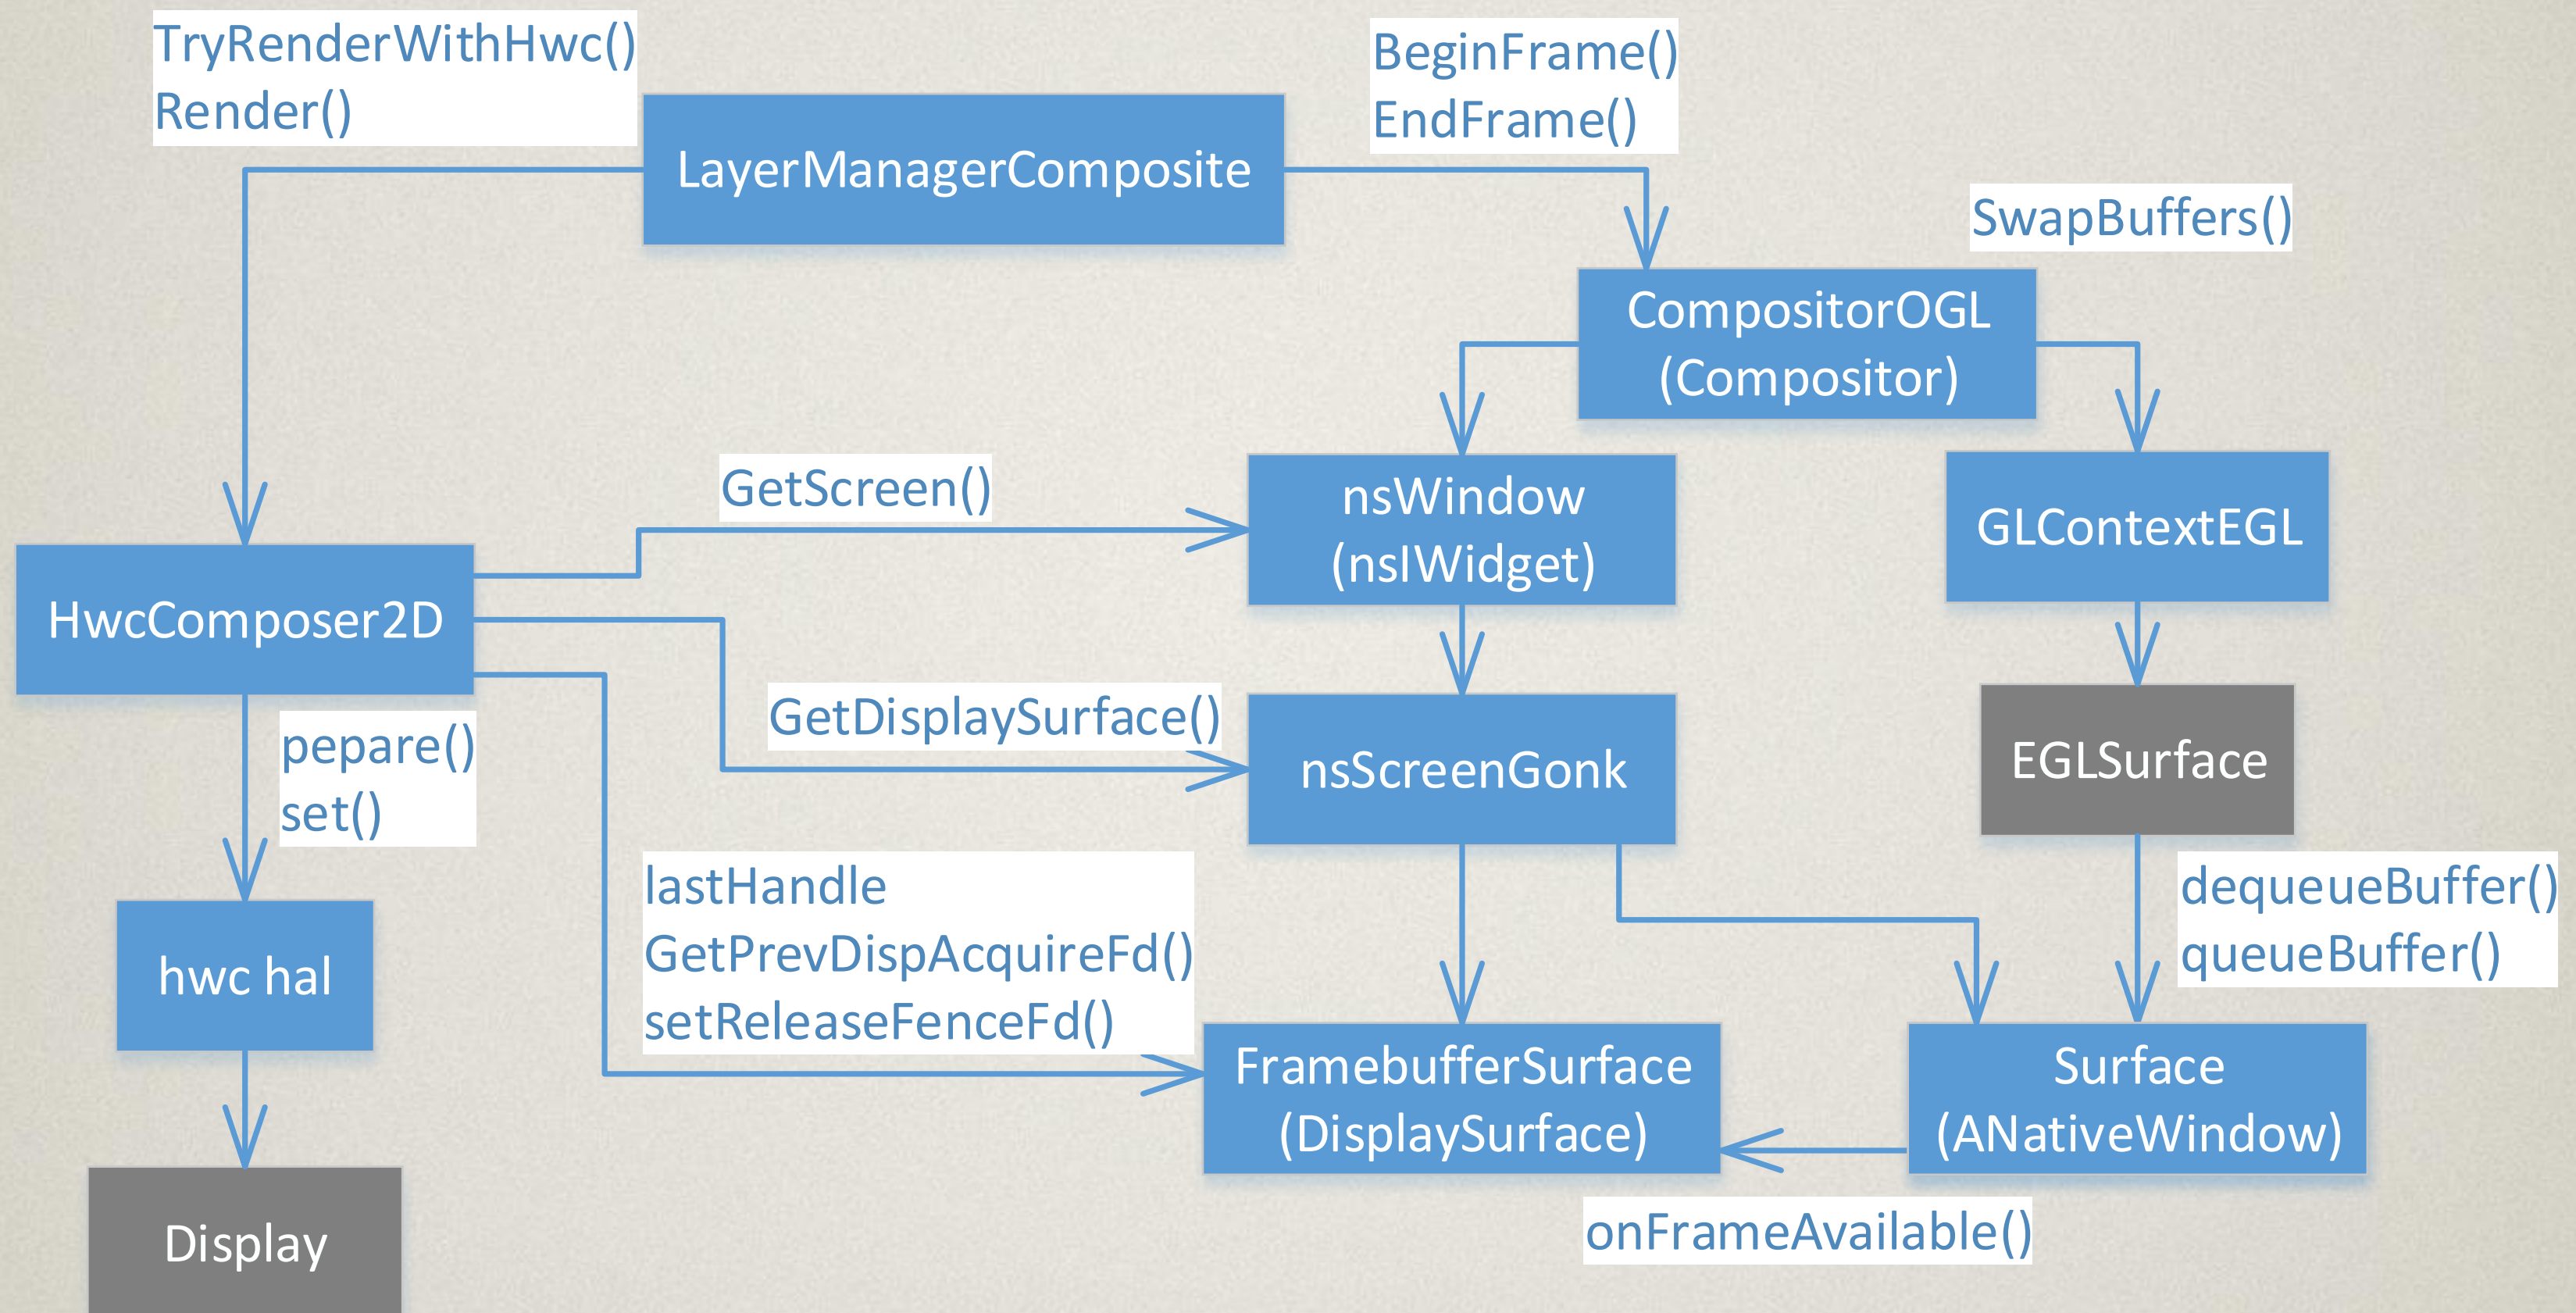 TryRenderWithHwc()
Render()
BeginFrame()
EndFrame()
LayerManagerComposite
SwapBuffers()
CompositorOGL
(Compositor)
GetScreen()
nsWindow
(nsIWidget)
GLContextEGL
HwcComposer2D
GetDisplaySurface()
pepare()
set()
nsScreenGonk
EGLSurface
lastHandle
GetPrevDispAcquireFd()
setReleaseFenceFd()
dequeueBuffer()
queueBuffer()
hwc hal
FramebufferSurface
(DisplaySurface)
Surface
(ANativeWindow)
onFrameAvailable()
Display